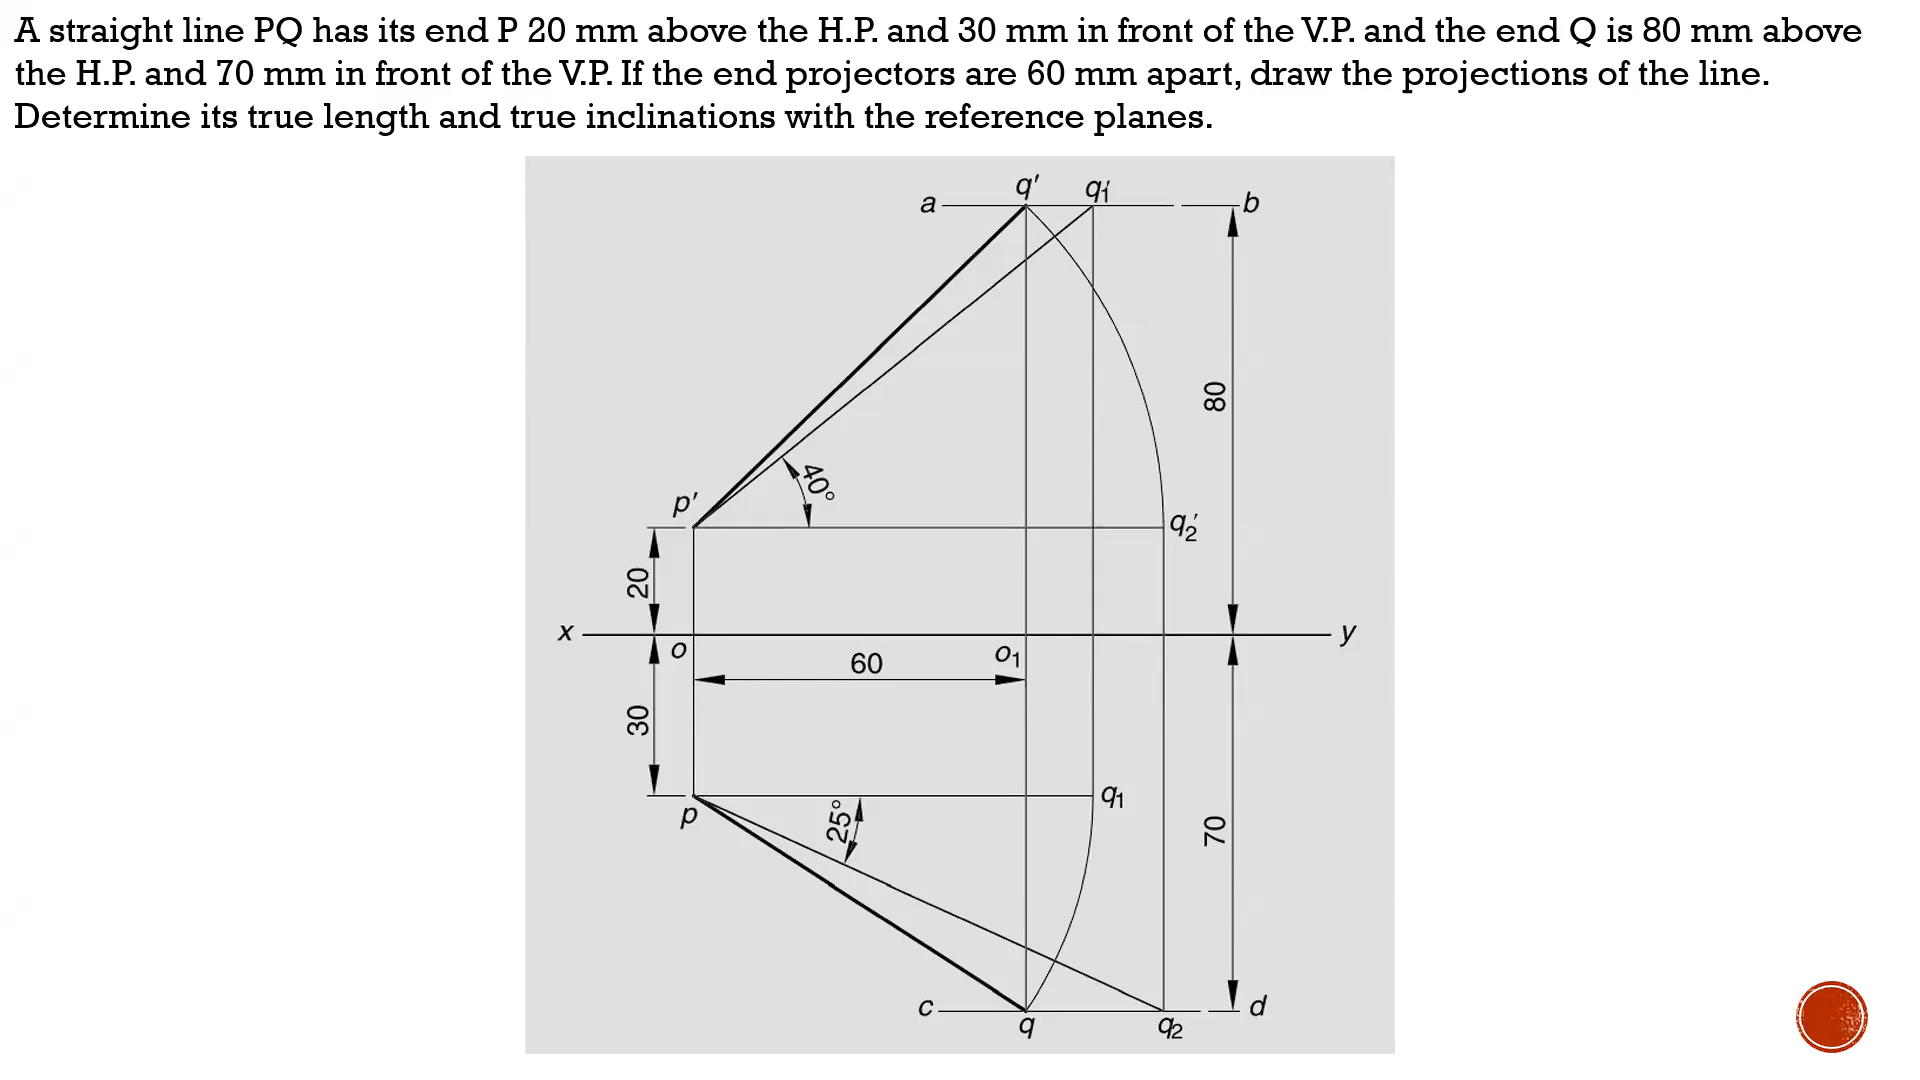 A straight line PQ has its end P 20 mm above the H.P. and 30 mm in front of the V.P. and the end Q is 80 mm above
the H.P. and 70 mm in front of the V.P. If the end projectors are 60 mm apart, draw the projections of the line.
Determine its true length and true inclinations with the reference planes.
a
q'
q1'
b
80
40°
p'
q2'
20
x
o
o1
y
60
30
p
25°
q1
70
c
q
q2
d